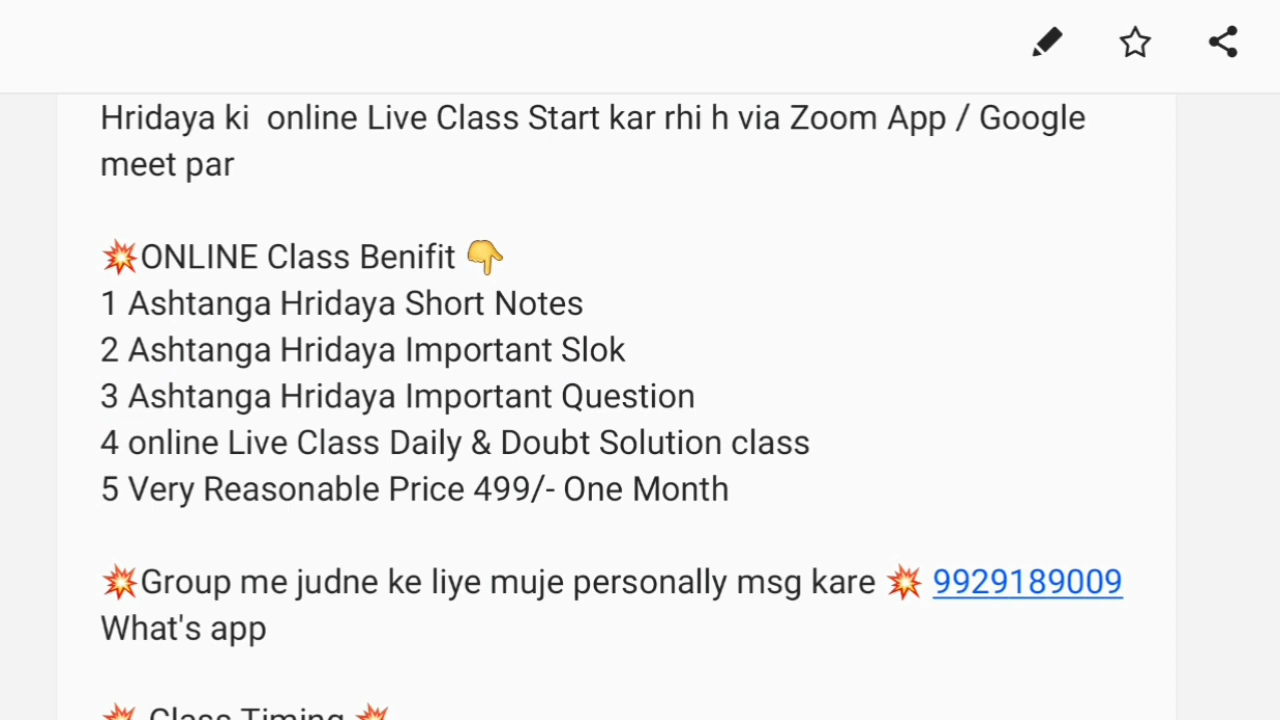 Hridaya ki online Live Class Start kar rhi h via Zoom App / Google
meet par
💥ONLINE Class Benifit 👇
1 Ashtanga Hridaya Short Notes
2 Ashtanga Hridaya Important Slok
3 Ashtanga Hridaya Important Question
4 online Live Class Daily & Doubt Solution class
5 Very Reasonable Price 499/- One Month
💥Group me judne ke liye muje personally msg kare 💥 9929189009
What's app
💥 Class Timing 💥